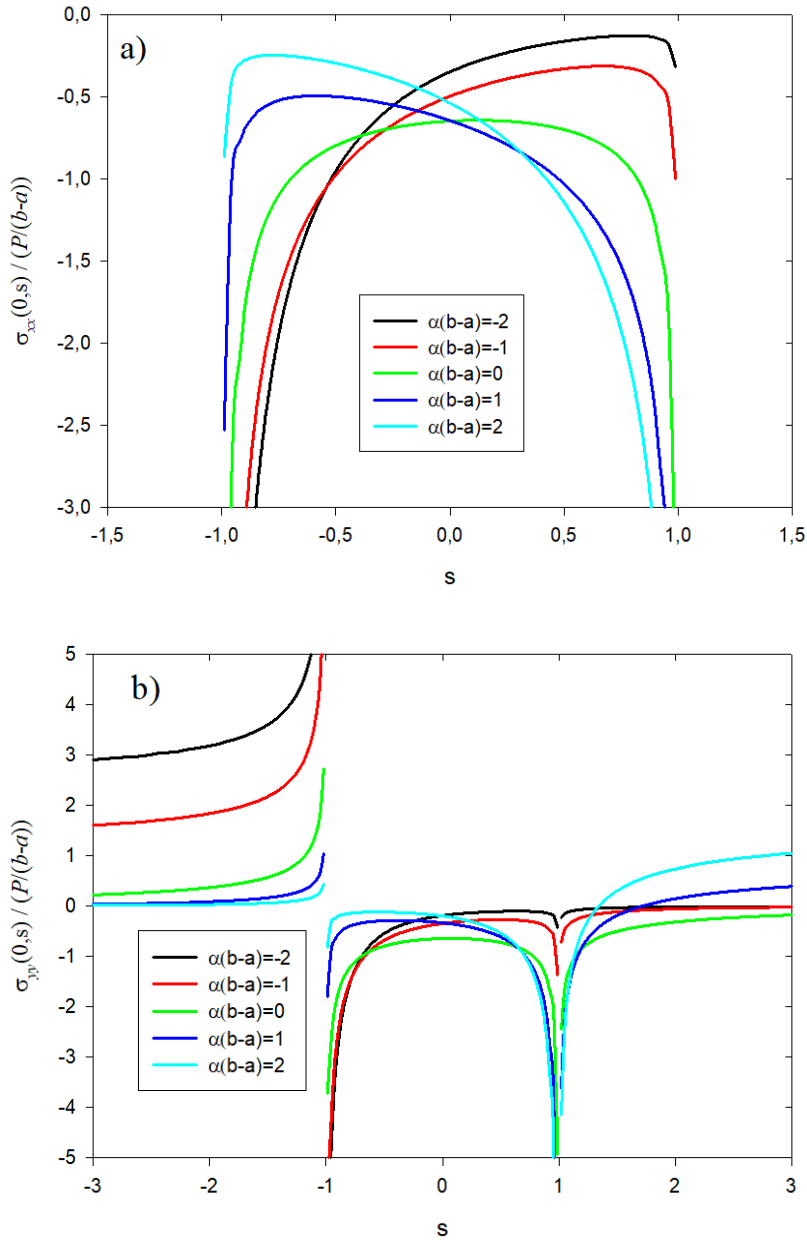 a)
0,0
-0,5
-1,0
-1,5
-2,0
-2,5
-3,0
σxx(0,s) / (P/(b-a))
α(b-a)=-2
α(b-a)=-1
α(b-a)=0
α(b-a)=1
α(b-a)=2
-1,5 -1,0 -0,5 0,0 0,5 1,0 1,5
s
b)
5
4
3
2
1
0
-1
-2
-3
-4
-5
σyy(0,s) / (P/(b-a))
α(b-a)=-2
α(b-a)=-1
α(b-a)=0
α(b-a)=1
α(b-a)=2
-3 -2 -1 0 1 2 3
s